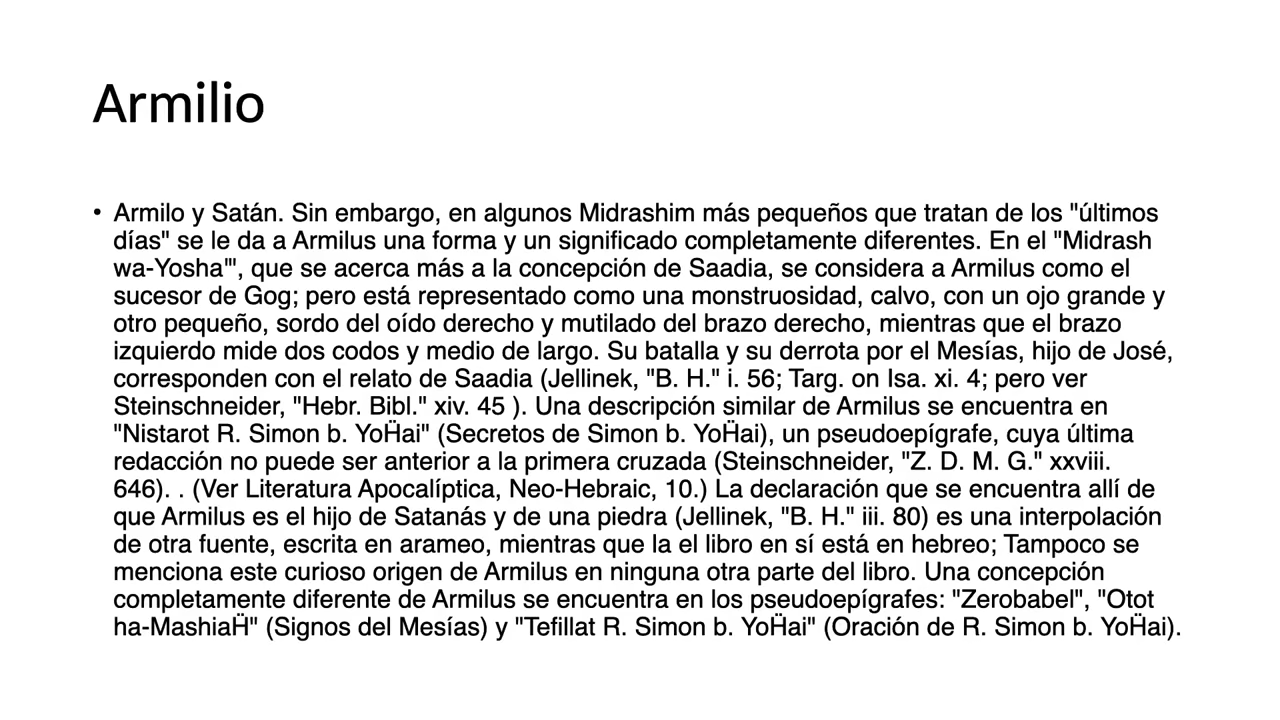 Armilio
• Armilo y Satán. Sin embargo, en algunos Midrashim más pequeños que tratan de los "últimos
días" se le da a Armilus una forma y un significado completamente diferentes. En el "Midrash
wa-Yosha'", que se acerca más a la concepción de Saadia, se considera a Armilus como el
sucesor de Gog; pero está representado como una monstruosidad, calvo, con un ojo grande y
otro pequeño, sordo del oído derecho y mutilado del brazo derecho, mientras que el brazo
izquierdo mide dos codos y medio de largo. Su batalla y su derrota por el Mesías, hijo de José,
corresponden con el relato de Saadia (Jellinek, "B. H." i. 56; Targ. on Isa. xi. 4; pero ver
Steinschneider, "Hebr. Bibl." xiv. 45 ). Una descripción similar de Armilus se encuentra en
"Nistarot R. Simon b. YoḦai" (Secretos de Simon b. YoḦai), un pseudoepígrafe, cuya última
redacción no puede ser anterior a la primera cruzada (Steinschneider, "Z. D. M. G." xxviii.
646). . (Ver Literatura Apocalíptica, Neo-Hebraic, 10.) La declaración que se encuentra allí de
que Armilus es el hijo de Satanás y de una piedra (Jellinek, "B. H." iii. 80) es una interpolación
de otra fuente, escrita en arameo, mientras que la el libro en sí está en hebreo; Tampoco se
menciona este curioso origen de Armilus en ninguna otra parte del libro. Una concepción
completamente diferente de Armilus se encuentra en los pseudoepígrafes: "Zerobabel", "Otot
ha-MashiaḦ" (Signos del Mesías) y "Tefillat R. Simon b. YoḦai" (Oración de R. Simon b. YoḦai).